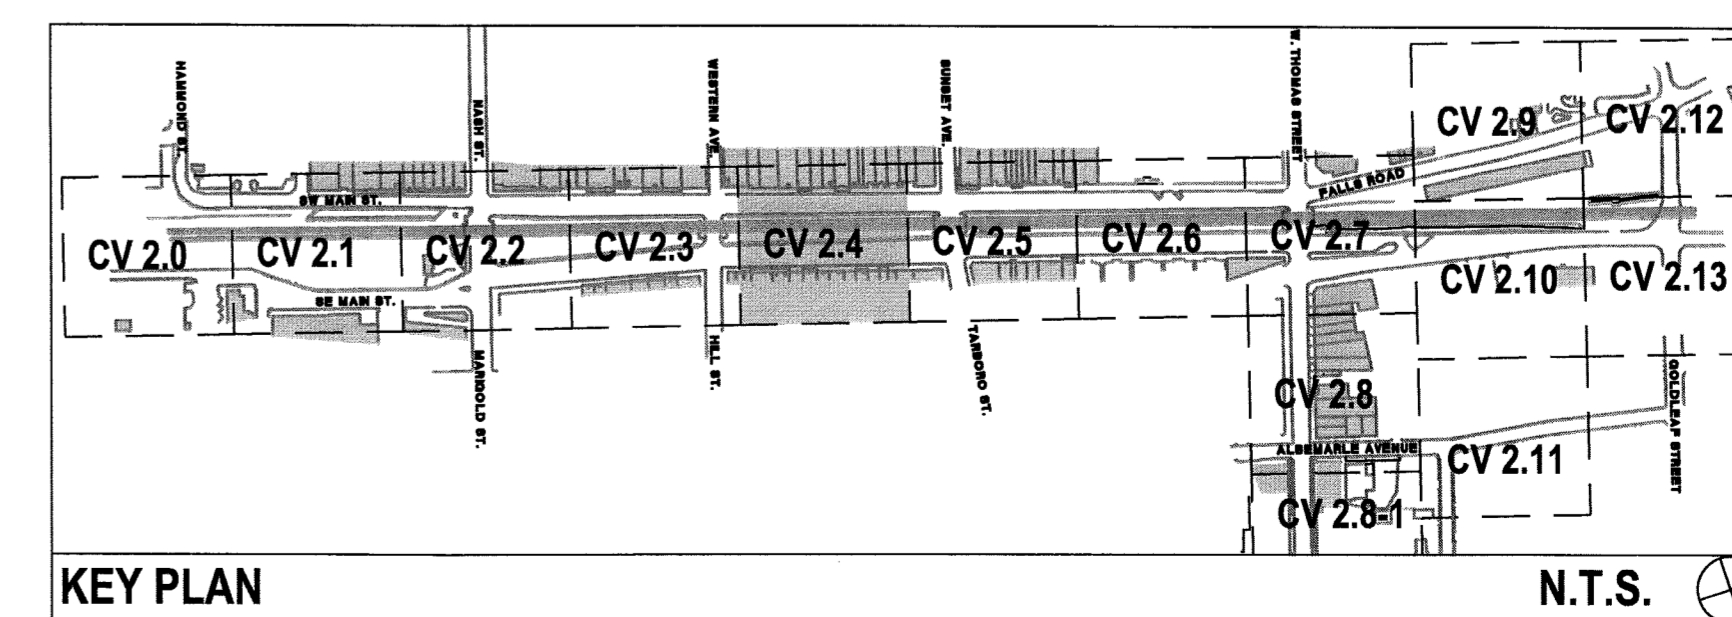 HAMMOND ST.
NASH ST.
WESTERN AVE.
SUNSET AVE.
W. THOMAS STREET
CV 2.9
CV 2.12
FALLS ROAD
SW MAIN ST.
CV 2.0
CV 2.1
CV 2.2
CV 2.3
CV 2.4
CV 2.5
CV 2.6
CV 2.7
CV 2.10
CV 2.13
SE MAIN ST.
MARIGOLD ST.
HILL ST.
TARBORO ST.
CV 2.8
GOLDLEAF STREET
ALBEMARLE AVENUE
CV 2.11
CV 2.8-1
KEY PLAN
N.T.S.